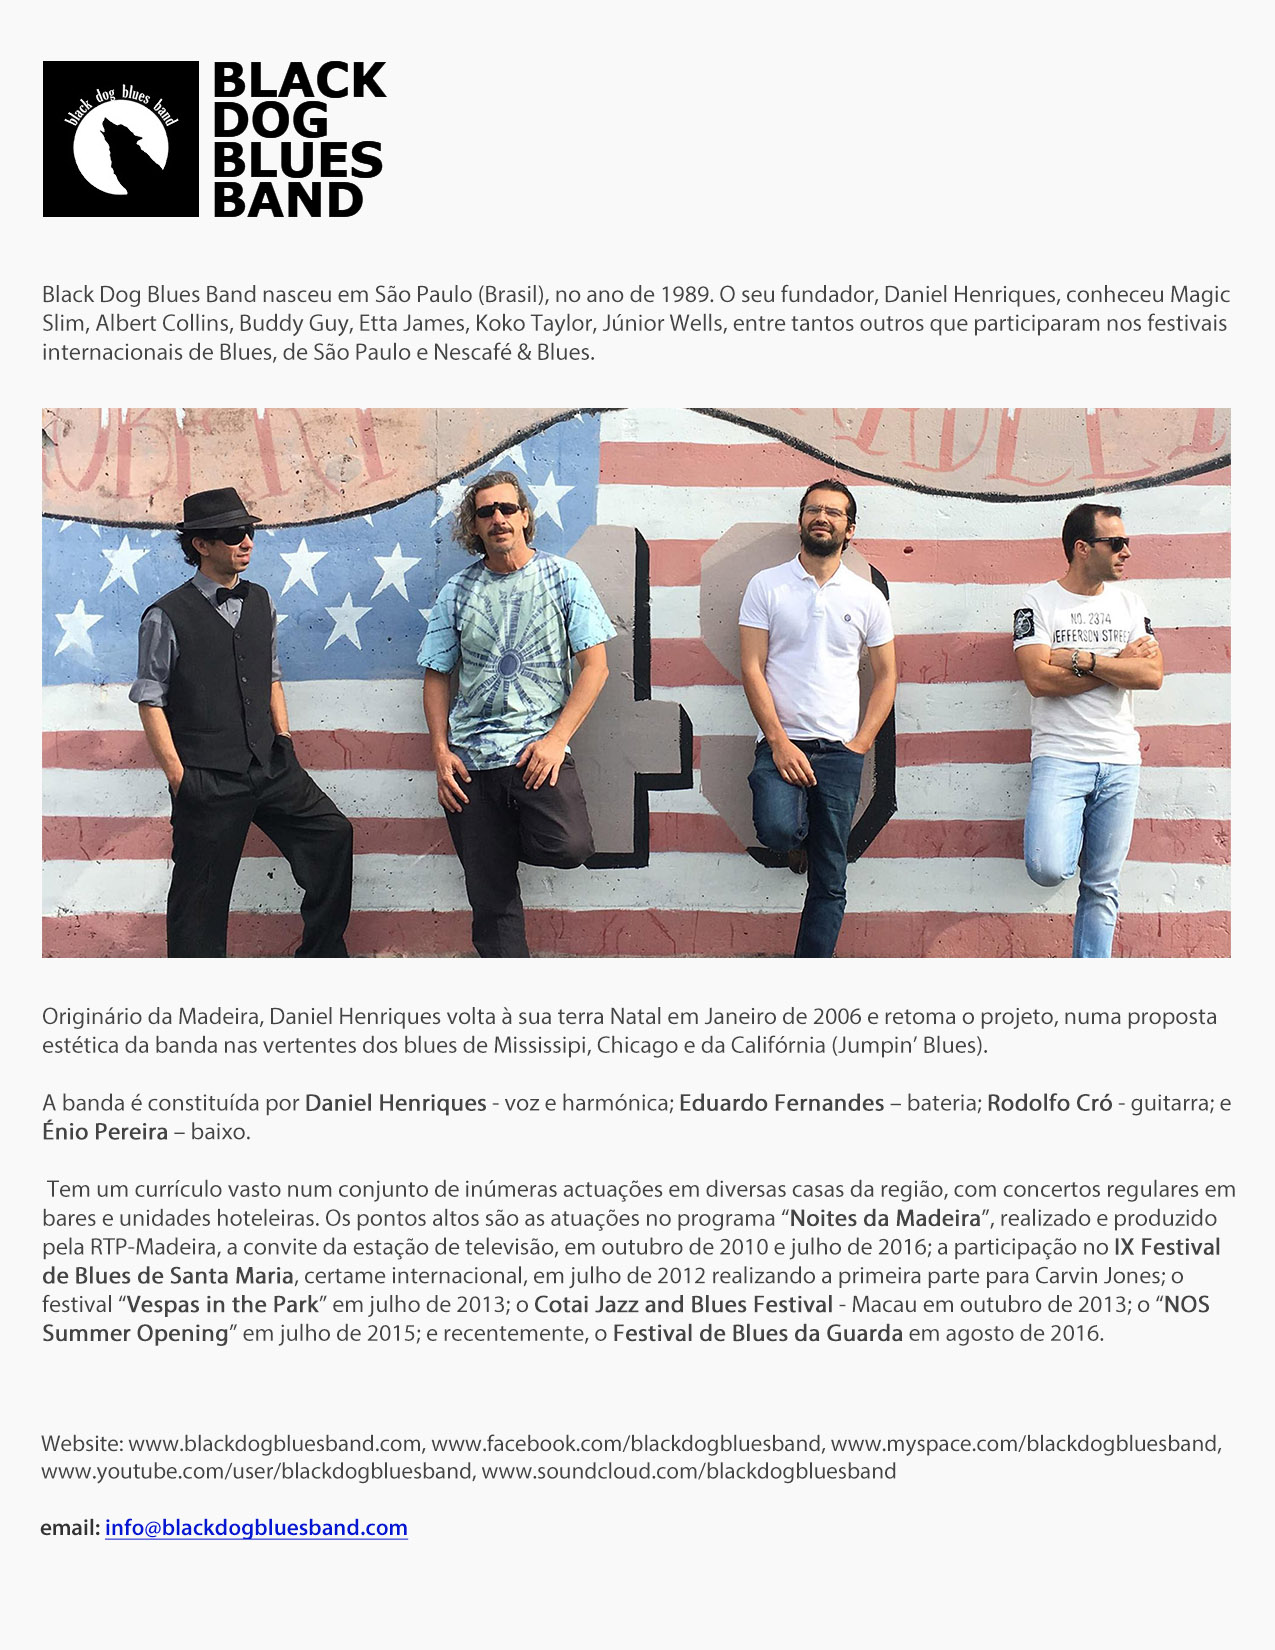 black dog blues band
BLACK
DOG
BLUES
BAND
Black Dog Blues Band nasceu em São Paulo (Brasil), no ano de 1989. O seu fundador, Daniel Henriques, conheceu Magic
Slim, Albert Collins, Buddy Guy, Etta James, Koko Taylor, Júnior Wells, entre tantos outros que participaram nos festivais
internacionais de Blues, de São Paulo e Nescafé & Blues.
NO. 2374
JEFFERSON STREET
Originário da Madeira, Daniel Henriques volta à sua terra Natal em Janeiro de 2006 e retoma o projeto, numa proposta
estética da banda nas vertentes dos blues de Mississipi, Chicago e da Califórnia (Jumpin’ Blues).
A banda é constituída por Daniel Henriques - voz e harmónica; Eduardo Fernandes – bateria; Rodolfo Cró - guitarra; e
Énio Pereira – baixo.
Tem um currículo vasto num conjunto de inúmeras actuações em diversas casas da região, com concertos regulares em
bares e unidades hoteleiras. Os pontos altos são as atuações no programa “Noites da Madeira”, realizado e produzido
pela RTP-Madeira, a convite da estação de televisão, em outubro de 2010 e julho de 2016; a participação no IX Festival
de Blues de Santa Maria, certame internacional, em julho de 2012 realizando a primeira parte para Carvin Jones; o
festival “Vespas in the Park” em julho de 2013; o Cotai Jazz and Blues Festival - Macau em outubro de 2013; o “NOS
Summer Opening” em julho de 2015; e recentemente, o Festival de Blues da Guarda em agosto de 2016.
Website: www.blackdogbluesband.com, www.facebook.com/blackdogbluesband, www.myspace.com/blackdogbluesband,
www.youtube.com/user/blackdogbluesband, www.soundcloud.com/blackdogbluesband
email: info@blackdogbluesband.com